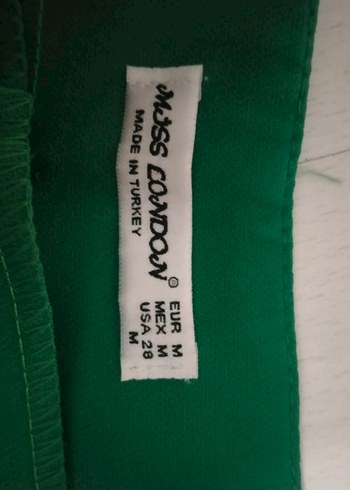 Miss London®
MADE IN TURKEY
EUR M
MEX M
USA 28
M